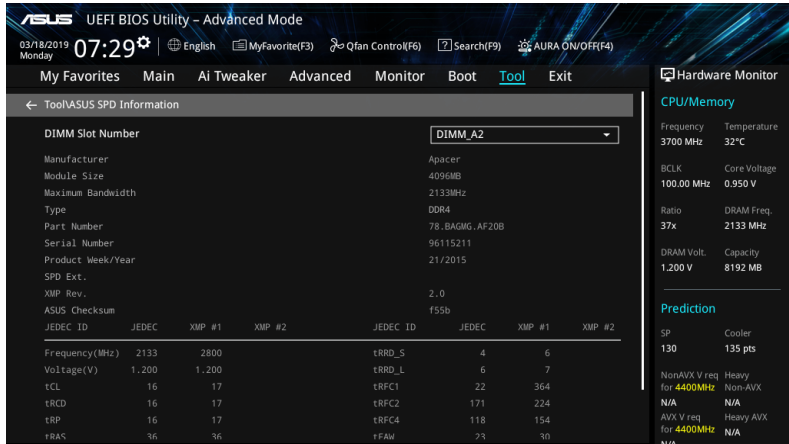 ASUS UEFI BIOS Utility – Advanced Mode
03/18/2019 Monday 07:29 English MyFavorite(F3) Qfan Control(F6) ? Search(F9) AURA ON/OFF(F4)
My Favorites Main Ai Tweaker Advanced Monitor Boot Tool Exit
← Tool\ASUS SPD Information
DIMM Slot Number DIMM_A2
Manufacturer Apacer
Module Size 4096MB
Maximum Bandwidth 2133MHz
Type DDR4
Part Number 78.BAGMG.AF20B
Serial Number 96115211
Product Week/Year 21/2015
SPD Ext.
XMP Rev. 2.0
ASUS Checksum f55b
JEDEC ID JEDEC XMP #1 XMP #2 JEDEC ID JEDEC XMP #1 XMP #2
Frequency(MHz) 2133 2800 tRRD_S 4 6
Voltage(V) 1.200 1.200 tRRD_L 6 7
tCL 16 17 tRFC1 22 364
tRCD 16 17 tRFC2 171 224
tRP 16 17 tRFC4 118 154
tRAS 36 36 tFAW 23 30
Hardware Monitor
CPU/Memory
Frequency Temperature
3700 MHz 32°C
BCLK Core Voltage
100.00 MHz 0.950 V
Ratio DRAM Freq.
37x 2133 MHz
DRAM Volt. Capacity
1.200 V 8192 MB
Prediction
SP Cooler
130 135 pts
NonAVX V req Heavy
for 4400MHz Non-AVX
N/A N/A
AVX V req Heavy AVX
for 4400MHz N/A
N/A